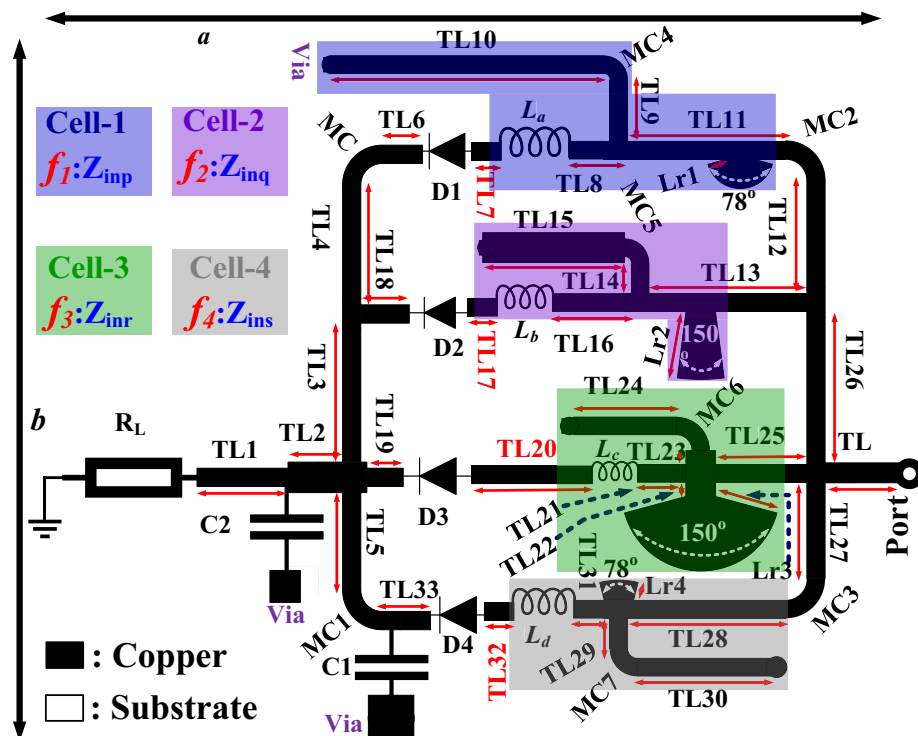 a
Via
TL10
MC4
Cell-1
f1:Zinp
Cell-2
f2:Zinq
TL6
MC
La
TL9
TL11
MC2
D1
TL7
TL8
Lr1
78o
MC5
TL15
TL4
TL18
TL12
TL14
TL13
Cell-3
f3:Zinr
Cell-4
f4:Zins
D2
TL17
Lb
TL16
Lr2
150o
TL3
TL26
TL24
MC6
b
RL
TL1
TL2
TL19
TL20
Lc
TL23
TL25
TL
Port
C2
D3
TL21
TL22
150o
TL5
TL31
TL27
Lr3
Via
TL33
78o
Lr4
MC1
D4
TL32
Ld
TL29
TL28
MC3
: Copper
C1
MC7
TL30
: Substrate
Via